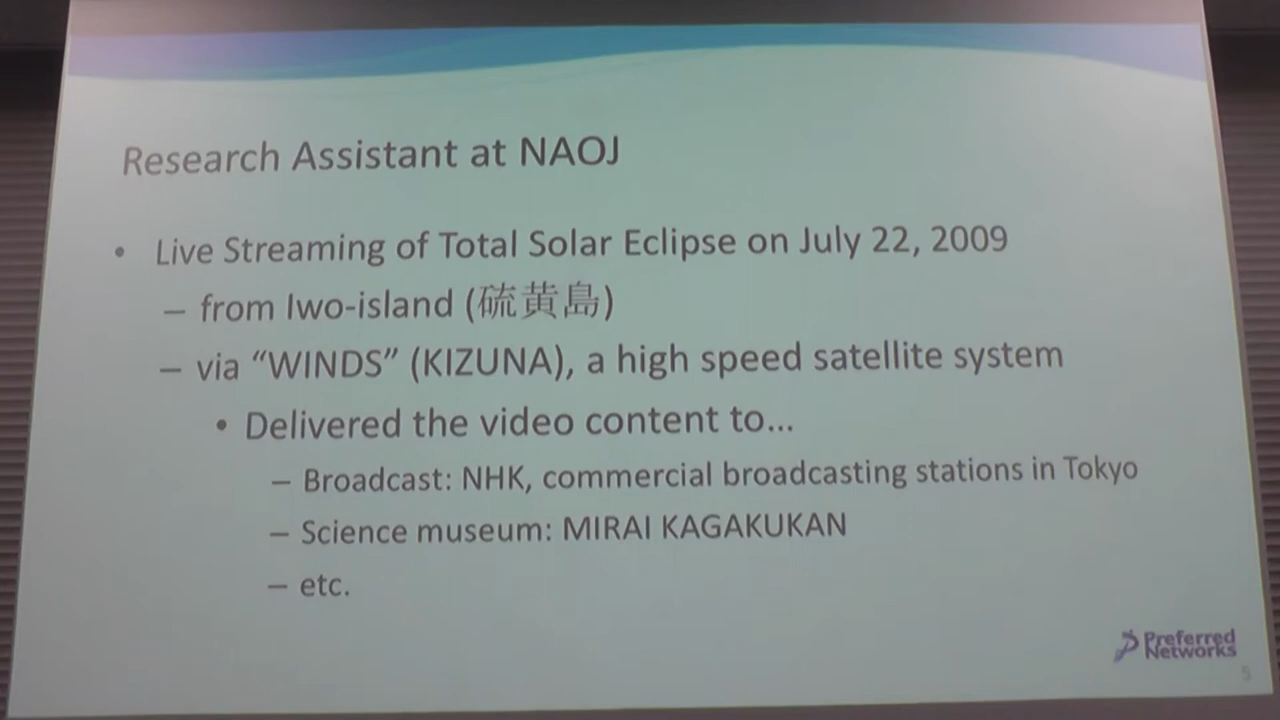 Research Assistant at NAOJ
• Live Streaming of Total Solar Eclipse on July 22, 2009
– from Iwo-island (硫黄島)
– via “WINDS” (KIZUNA), a high speed satellite system
• Delivered the video content to…
– Broadcast: NHK, commercial broadcasting stations in Tokyo
– Science museum: MIRAI KAGAKUKAN
– etc.
Preferred
Networks
5